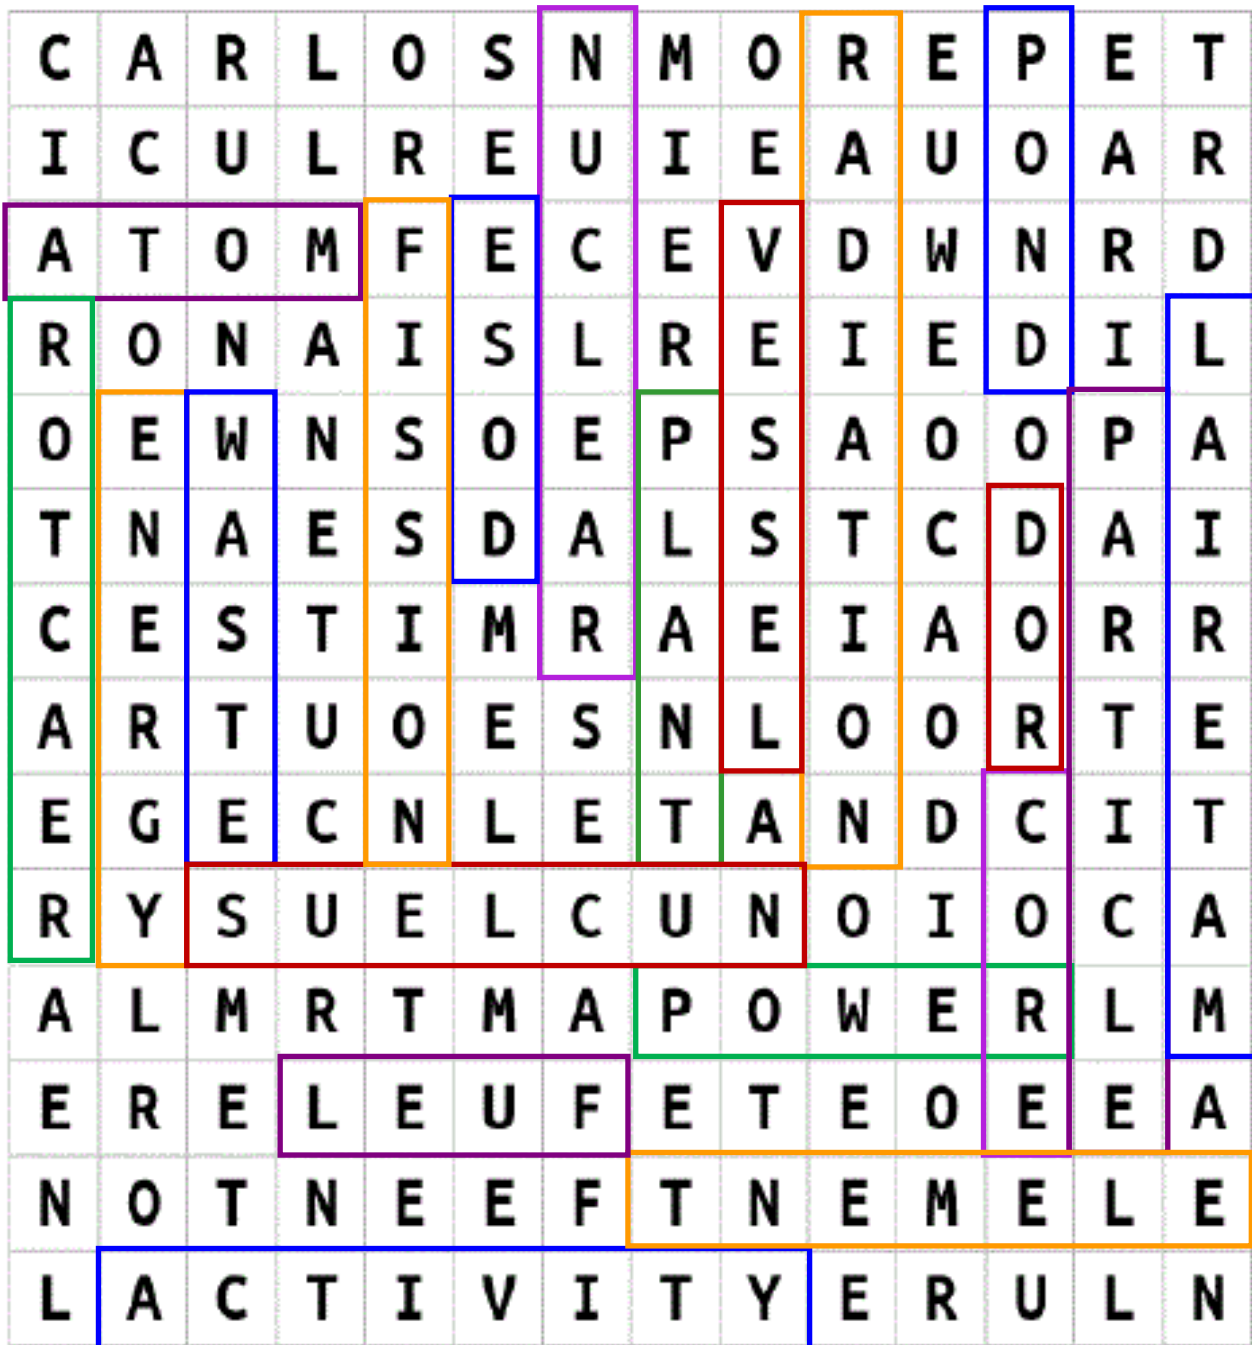 C A R L O S N M O R E P E T
I C U L R E U I E A U O A R
A T O M F E C E V D W N R D
R O N A I S L R E I E D I L
O E W N S O E P S A O O P A
T N A E S D A L S T C D A I
C E S T I M R A E I A O R R
A R T U O E S N L O O R T E
E G E C N L E T A N D C I T
R Y S U E L C U N O I O C A
A L M R T M A P O W E R L M
E R E L E U F E T E O E E A
N O T N E E F T N E M E L E
L A C T I V I T Y E R U L N